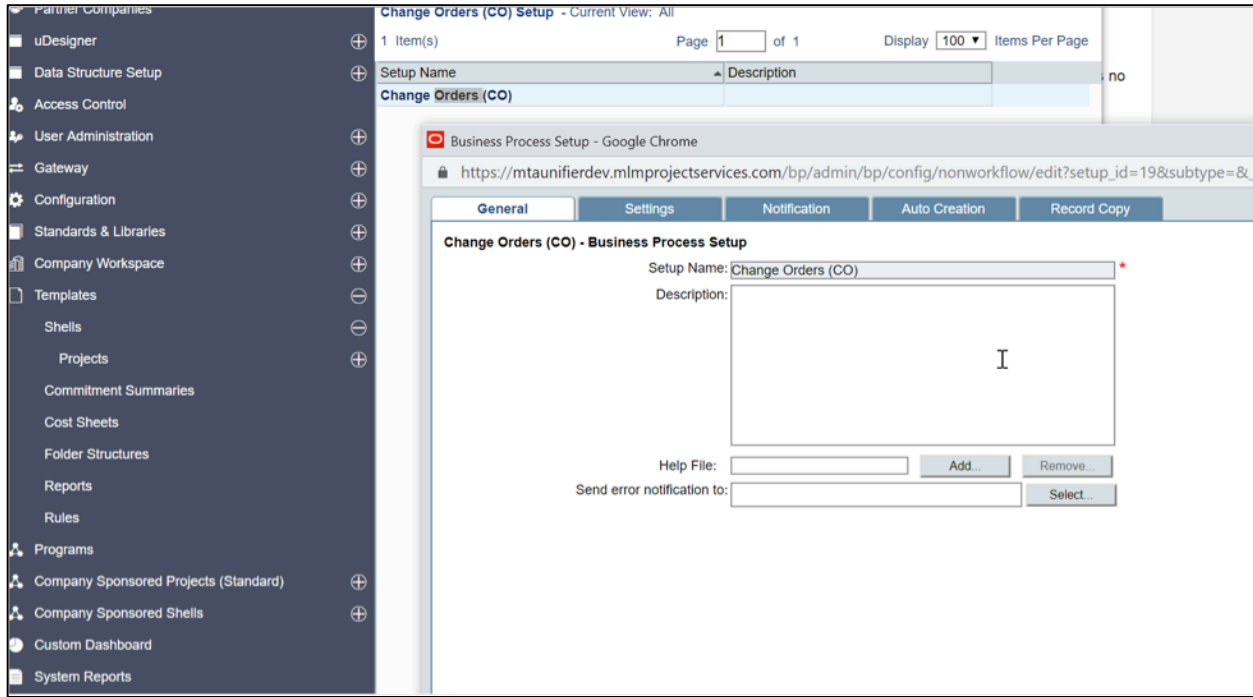 Partner Companies
uDesigner
Data Structure Setup
Access Control
User Administration
Gateway
Configuration
Standards & Libraries
Company Workspace
Templates
Shells
Projects
Commitment Summaries
Cost Sheets
Folder Structures
Reports
Rules
Programs
Company Sponsored Projects (Standard)
Company Sponsored Shells
Custom Dashboard
System Reports
Change Orders (CO) Setup - Current View: All
1 Item(s) Page 1 of 1 Display 100 Items Per Page
Setup Name Description
Change Orders (CO)
no
Business Process Setup - Google Chrome
https://mtaunifierdev.mlmprojectservices.com/bp/admin/bp/config/nonworkflow/edit?setup_id=19&subtype=&_
General Settings Notification Auto Creation Record Copy
Change Orders (CO) - Business Process Setup
Setup Name: Change Orders (CO) *
Description:
Help File: Add... Remove...
Send error notification to: Select...